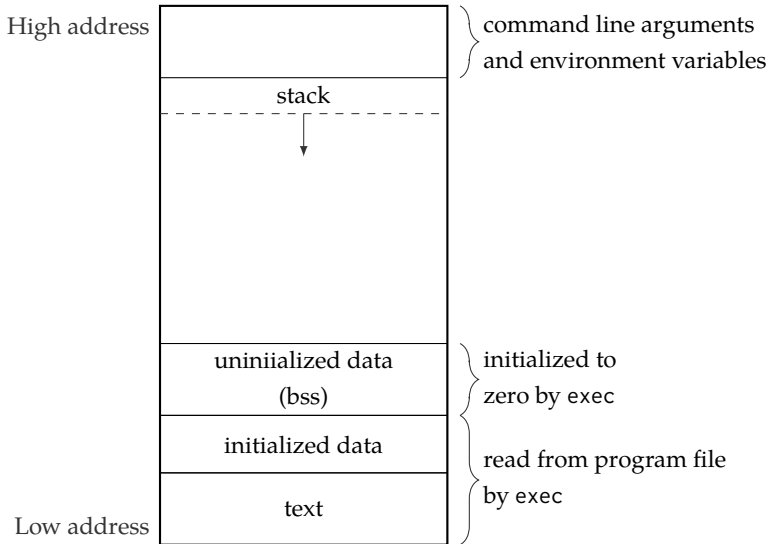 High address
command line arguments
and environment variables
stack
uniniialized data
(bss)
initialized to
zero by exec
initialized data
read from program file
by exec
text
Low address